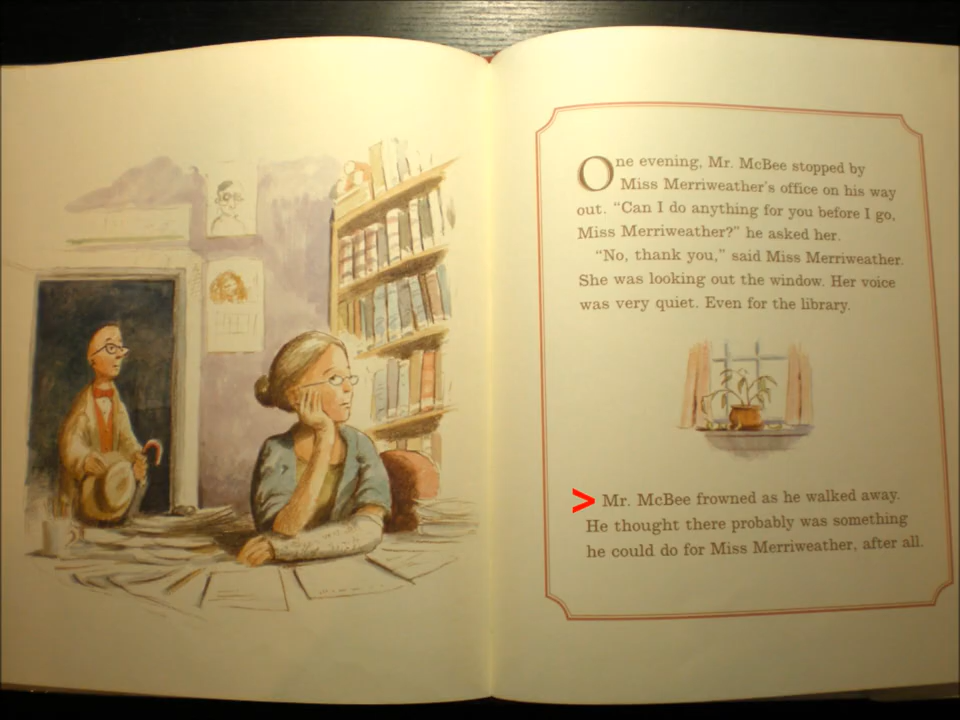 One evening, Mr. McBee stopped by
Miss Merriweather's office on his way
out. "Can I do anything for you before I go,
Miss Merriweather?" he asked her.
"No, thank you," said Miss Merriweather.
She was looking out the window. Her voice
was very quiet. Even for the library.
> Mr. McBee frowned as he walked away.
He thought there probably was something
he could do for Miss Merriweather, after all.